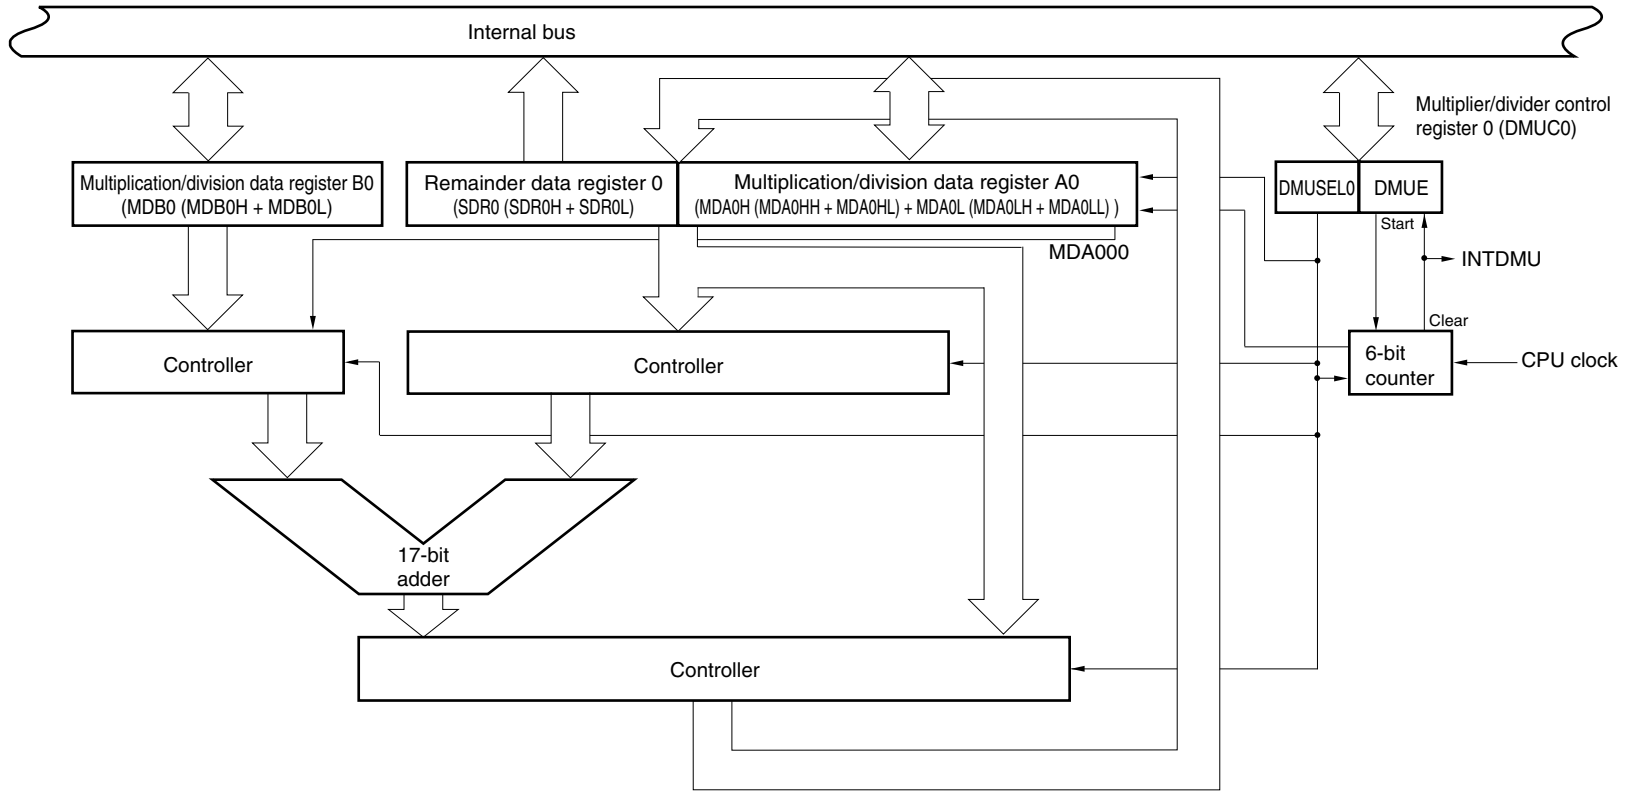 Internal bus
Multiplier/divider control
register 0 (DMUC0)
Multiplication/division data register B0
(MDB0 (MDB0H + MDB0L)
Remainder data register 0
(SDR0 (SDR0H + SDR0L)
Multiplication/division data register A0
(MDA0H (MDA0HH + MDA0HL) + MDA0L (MDA0LH + MDA0LL) )
DMUSEL0
DMUE
Start
MDA000
INTDMU
Clear
Controller
Controller
6-bit
counter
CPU clock
17-bit
adder
Controller